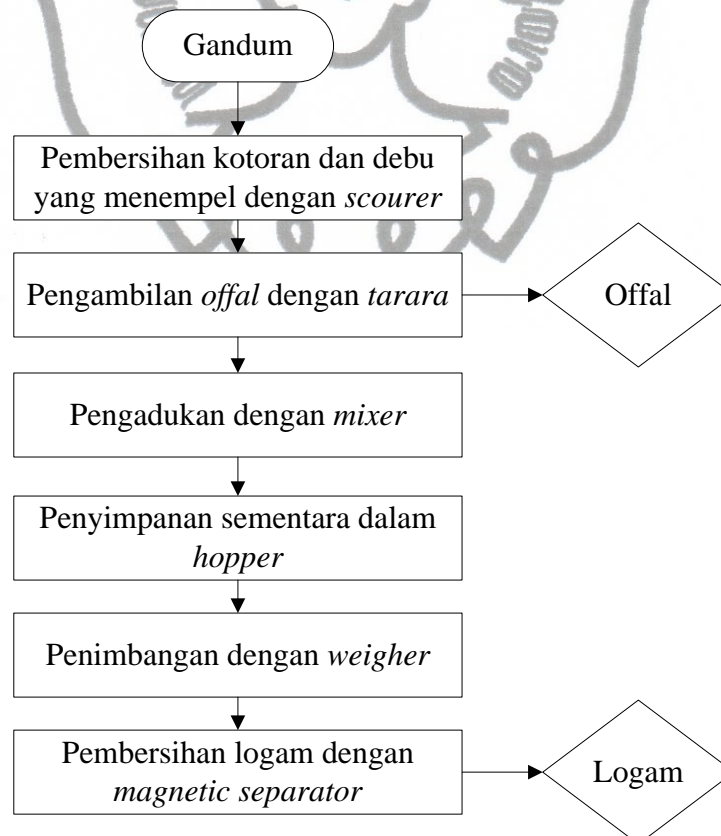 Gandum
Pembersihan kotoran dan debu
yang menempel dengan scourer
Pengambilan offal dengan tarara
Offal
Pengadukan dengan mixer
Penyimpanan sementara dalam
hopper
Penimbangan dengan weigher
Pembersihan logam dengan
magnetic separator
Logam